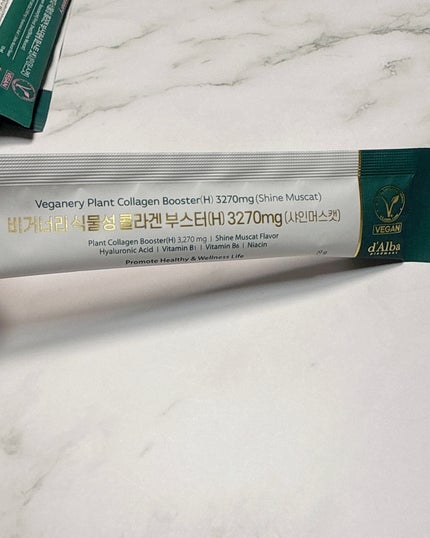 Veganery Plant Collagen Booster(H) 3270mg (Shine Muscat)
비거너리 식물성 콜라겐 부스터(H) 3270mg (샤인머스캣)
Plant Collagen Booster(H) 3,270 mg | Shine Muscat Flavor
Hyaluronic Acid | Vitamin B1 | Vitamin B6 | Niacin
Promote Healthy & Wellness Life
VEGAN
d'Alba
piedmont
VEGAN